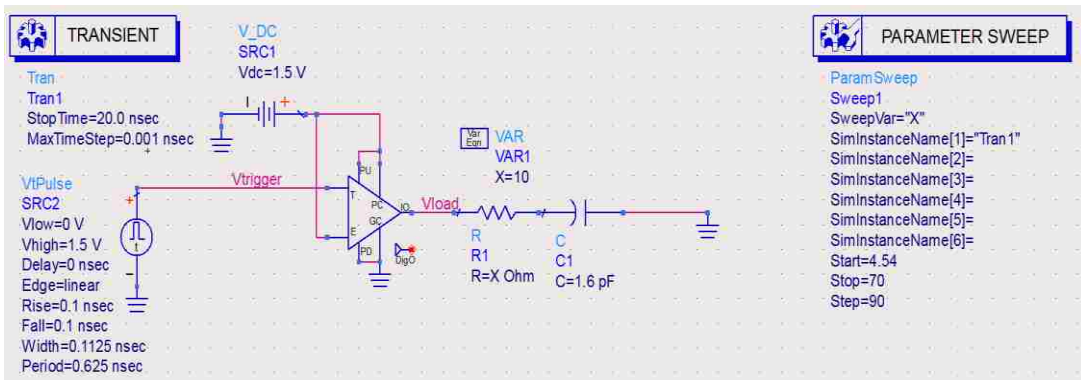 TRANSIENT
Tran
Tran1
StopTime=20.0 nsec
MaxTimeStep=0.001 nsec
V_DC
SRC1
Vdc=1.5 V
VtPulse
SRC2
Vlow=0 V
Vhigh=1.5 V
Delay=0 nsec
Edge=linear
Rise=0.1 nsec
Fall=0.1 nsec
Width=0.1125 nsec
Period=0.625 nsec
t
Vtrigger
PU
T
PC
IO
GC
E
PD
DigO
Vload
Var
Eqn
VAR
VAR1
X=10
R
R1
R=X Ohm
C
C1
C=1.6 pF
PARAMETER SWEEP
ParamSweep
Sweep1
SweepVar="X"
SimInstanceName[1]="Tran1"
SimInstanceName[2]=
SimInstanceName[3]=
SimInstanceName[4]=
SimInstanceName[5]=
SimInstanceName[6]=
Start=4.54
Stop=70
Step=90